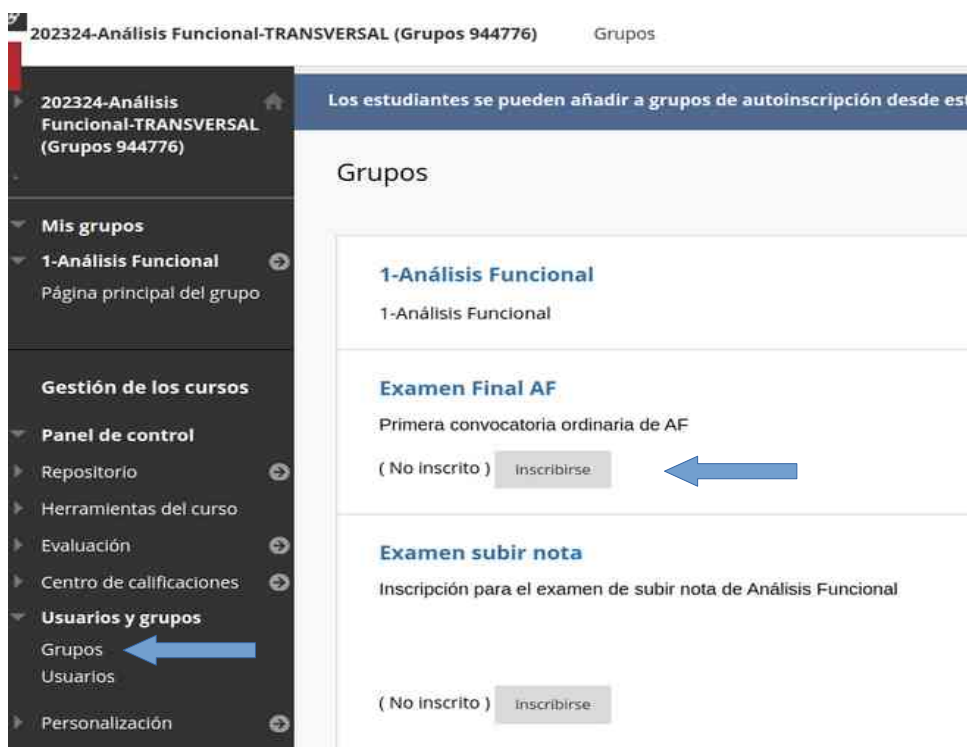 202324-Análisis Funcional-TRANSVERSAL (Grupos 944776) Grupos
202324-Análisis
Funcional-TRANSVERSAL
(Grupos 944776)
Mis grupos
1-Análisis Funcional
Página principal del grupo
Gestión de los cursos
Panel de control
Repositorio
Herramientas del curso
Evaluación
Centro de calificaciones
Usuarios y grupos
Grupos
Usuarios
Personalización
Los estudiantes se pueden añadir a grupos de autoinscripción desde
Grupos
1-Análisis Funcional
1-Análisis Funcional
Examen Final AF
Primera convocatoria ordinaria de AF
( No inscrito ) Inscribirse
Examen subir nota
Inscripción para el examen de subir nota de Análisis Funcional
( No inscrito ) Inscribirse